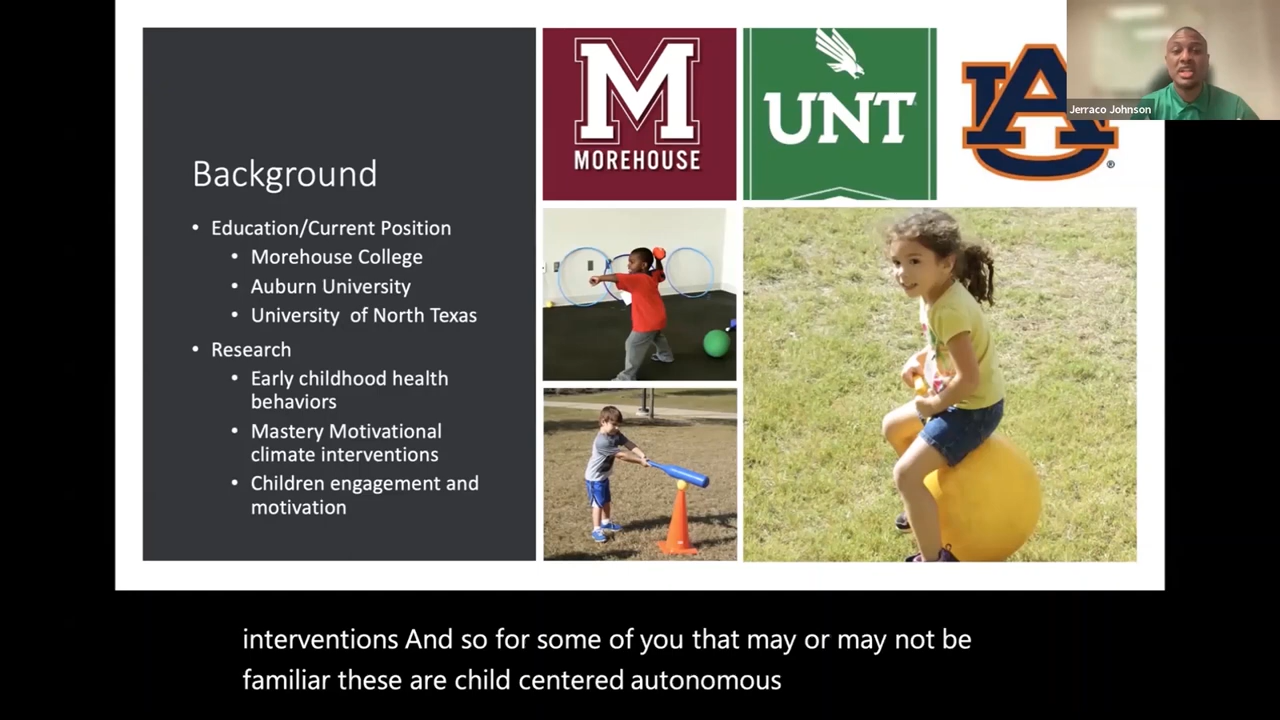 Background
• Education/Current Position
• Morehouse College
• Auburn University
• University of North Texas
• Research
• Early childhood health
behaviors
• Mastery Motivational
climate interventions
• Children engagement and
motivation
M
MOREHOUSE
UNT
AU
®
Jerraco Johnson
interventions And so for some of you that may or may not be
familiar these are child centered autonomous